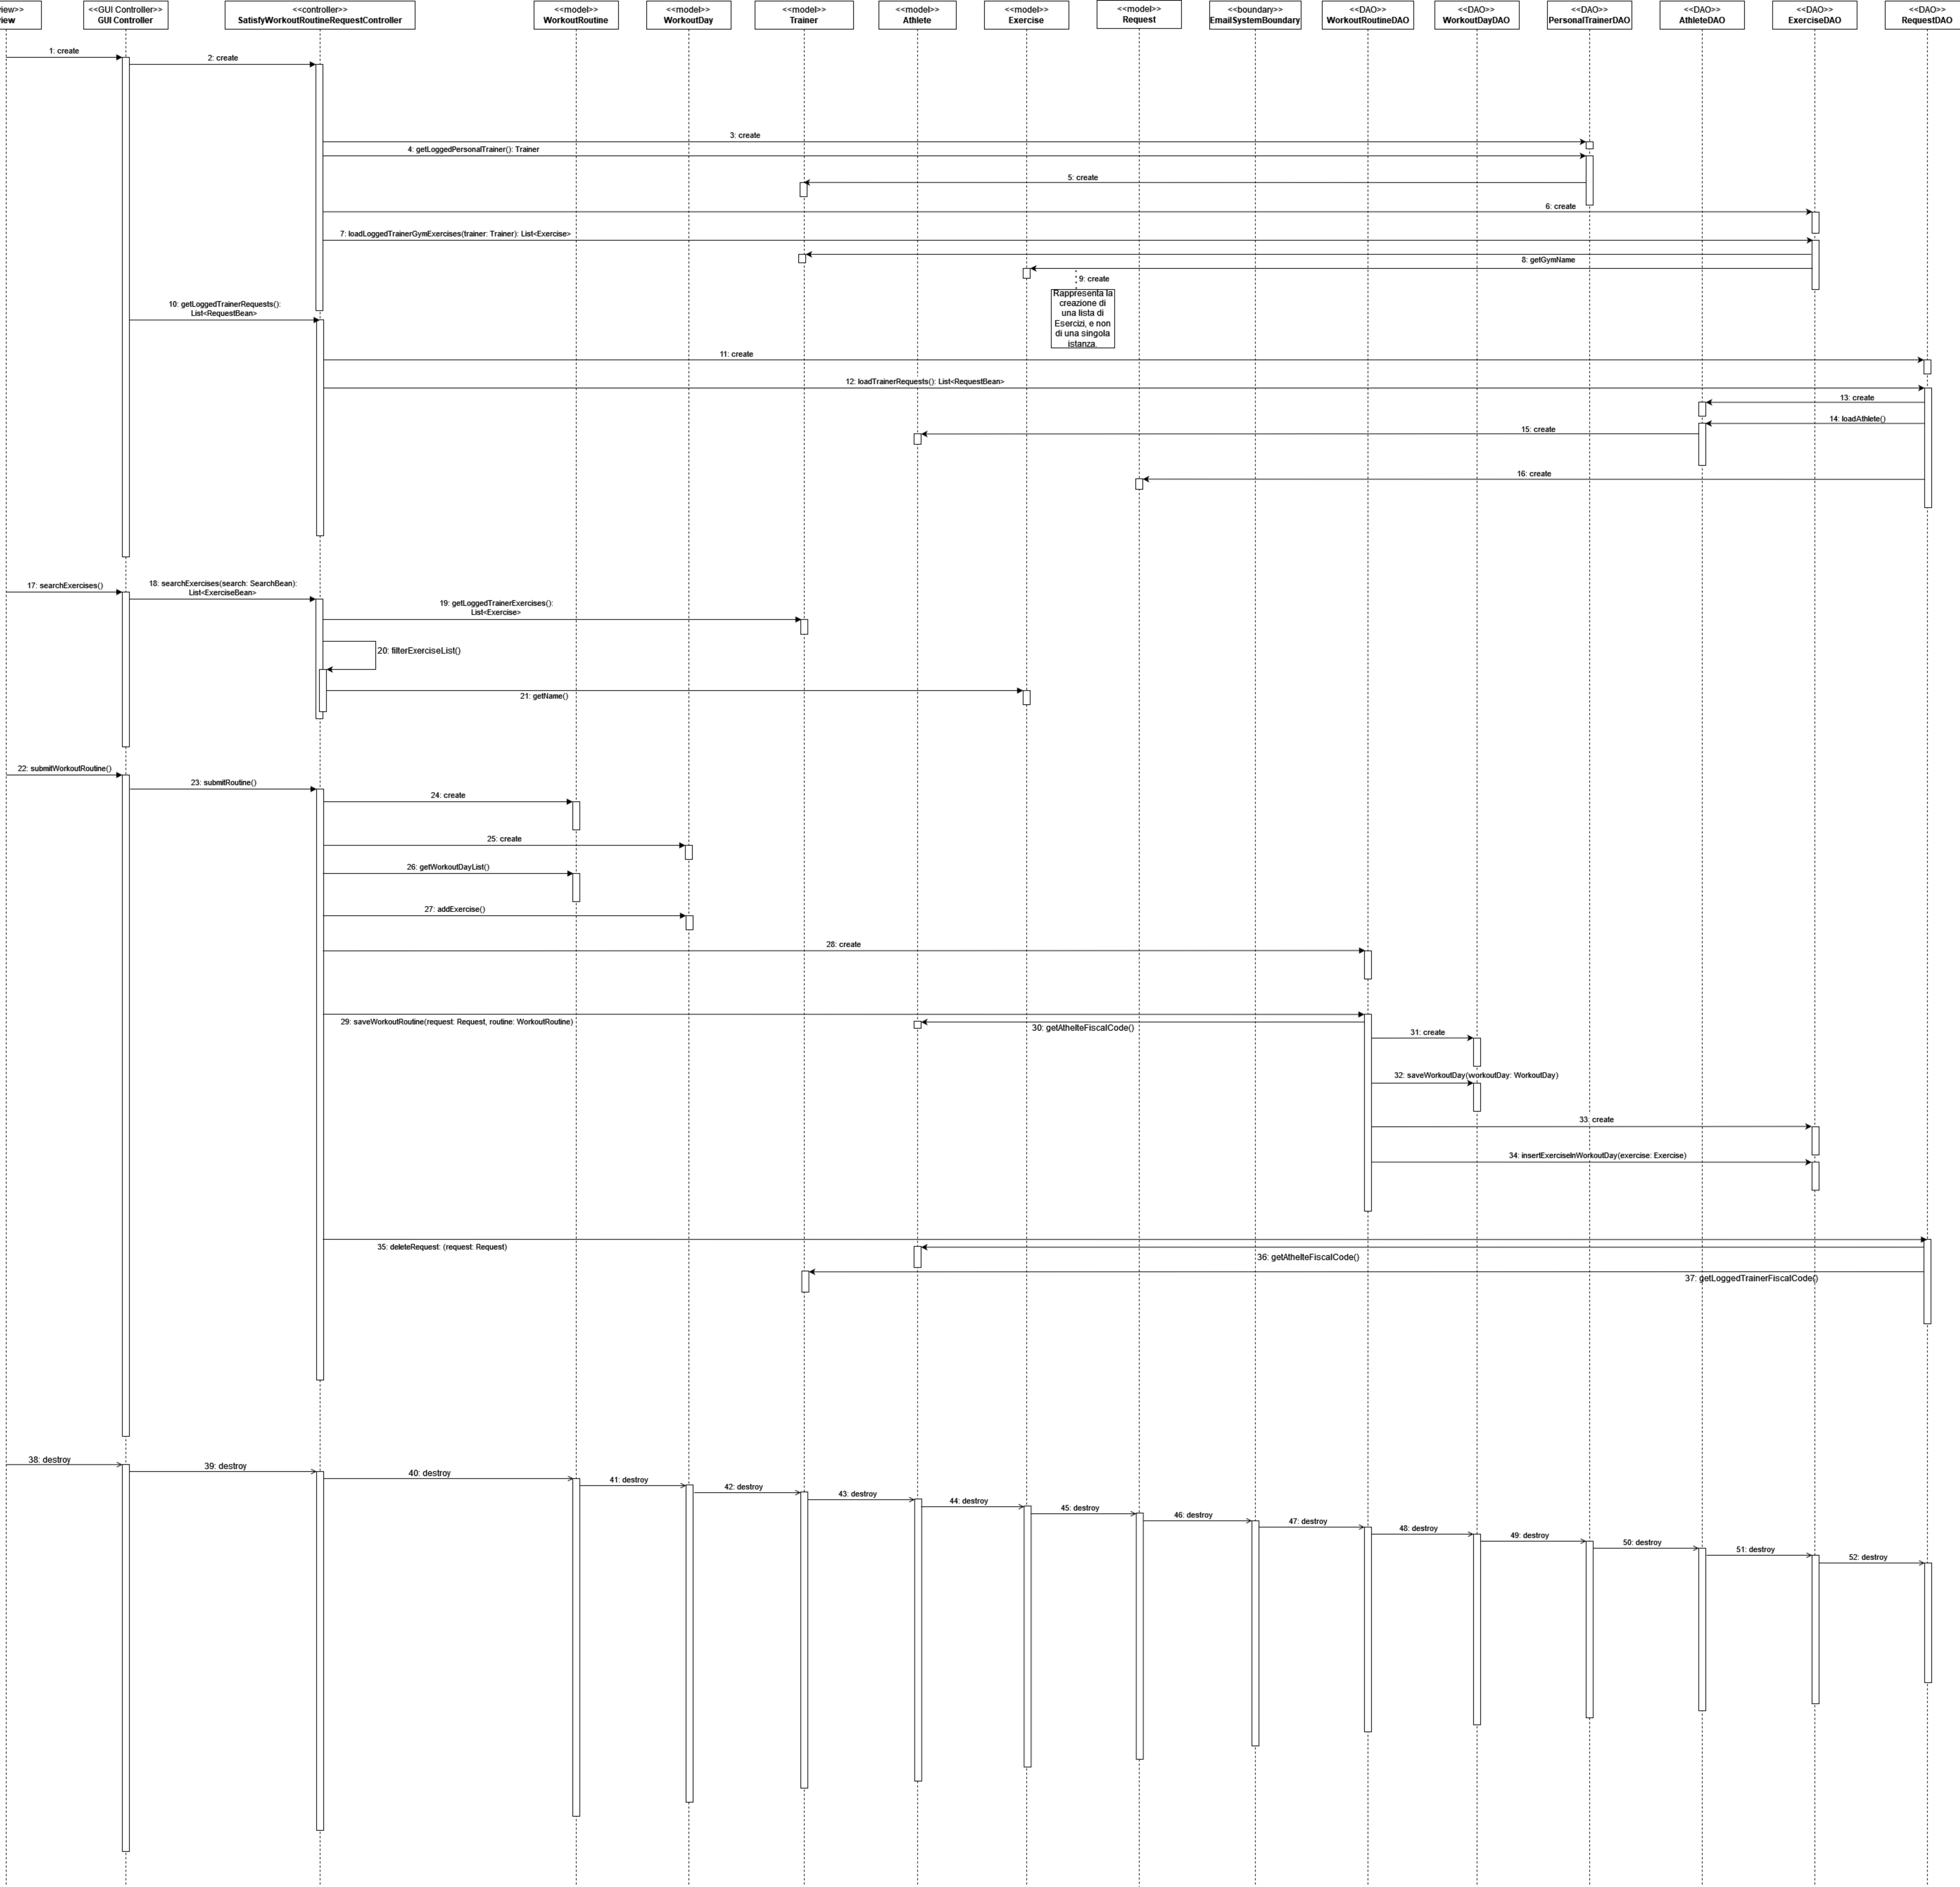 view>>
view
<<GUI Controller>>
GUI Controller
<<controller>>
SatisfyWorkoutRoutineRequestController
<<model>>
WorkoutRoutine
<<model>>
WorkoutDay
<<model>>
Trainer
<<model>>
Athlete
<<model>>
Exercise
<<model>>
Request
<<boundary>>
EmailSystemBoundary
<<DAO>>
WorkoutRoutineDAO
<<DAO>>
WorkoutDayDAO
<<DAO>>
PersonalTrainerDAO
<<DAO>>
AthleteDAO
<<DAO>>
ExerciseDAO
<<DAO>>
RequestDAO
1: create
2: create
3: create
4: getLoggedPersonalTrainer(): Trainer
5: create
6: create
7: loadLoggedTrainerGymExercises(trainer: Trainer): List<Exercise>
8: getGymName
9: create
Rappresenta la
creazione di
una lista di
Esercizi, e non
di una singola
istanza.
10: getLoggedTrainerRequests():
List<RequestBean>
11: create
12: loadTrainerRequests(): List<RequestBean>
13: create
14: loadAthlete()
15: create
16: create
17: searchExercises()
18: searchExercises(search: SearchBean):
List<ExerciseBean>
19: getLoggedTrainerExercises():
List<Exercise>
20: filterExerciseList()
21: getName()
22: submitWorkoutRoutine()
23: submitRoutine()
24: create
25: create
26: getWorkoutDayList()
27: addExercise()
28: create
29: saveWorkoutRoutine(request: Request, routine: WorkoutRoutine)
30: getAthelteFiscalCode()
31: create
32: saveWorkoutDay(workoutDay: WorkoutDay)
33: create
34: insertExerciseInWorkoutDay(exercise: Exercise)
35: deleteRequest: (request: Request)
36: getAthelteFiscalCode()
37: getLoggedTrainerFiscalCode()
38: destroy
39: destroy
40: destroy
41: destroy
42: destroy
43: destroy
44: destroy
45: destroy
46: destroy
47: destroy
48: destroy
49: destroy
50: destroy
51: destroy
52: destroy